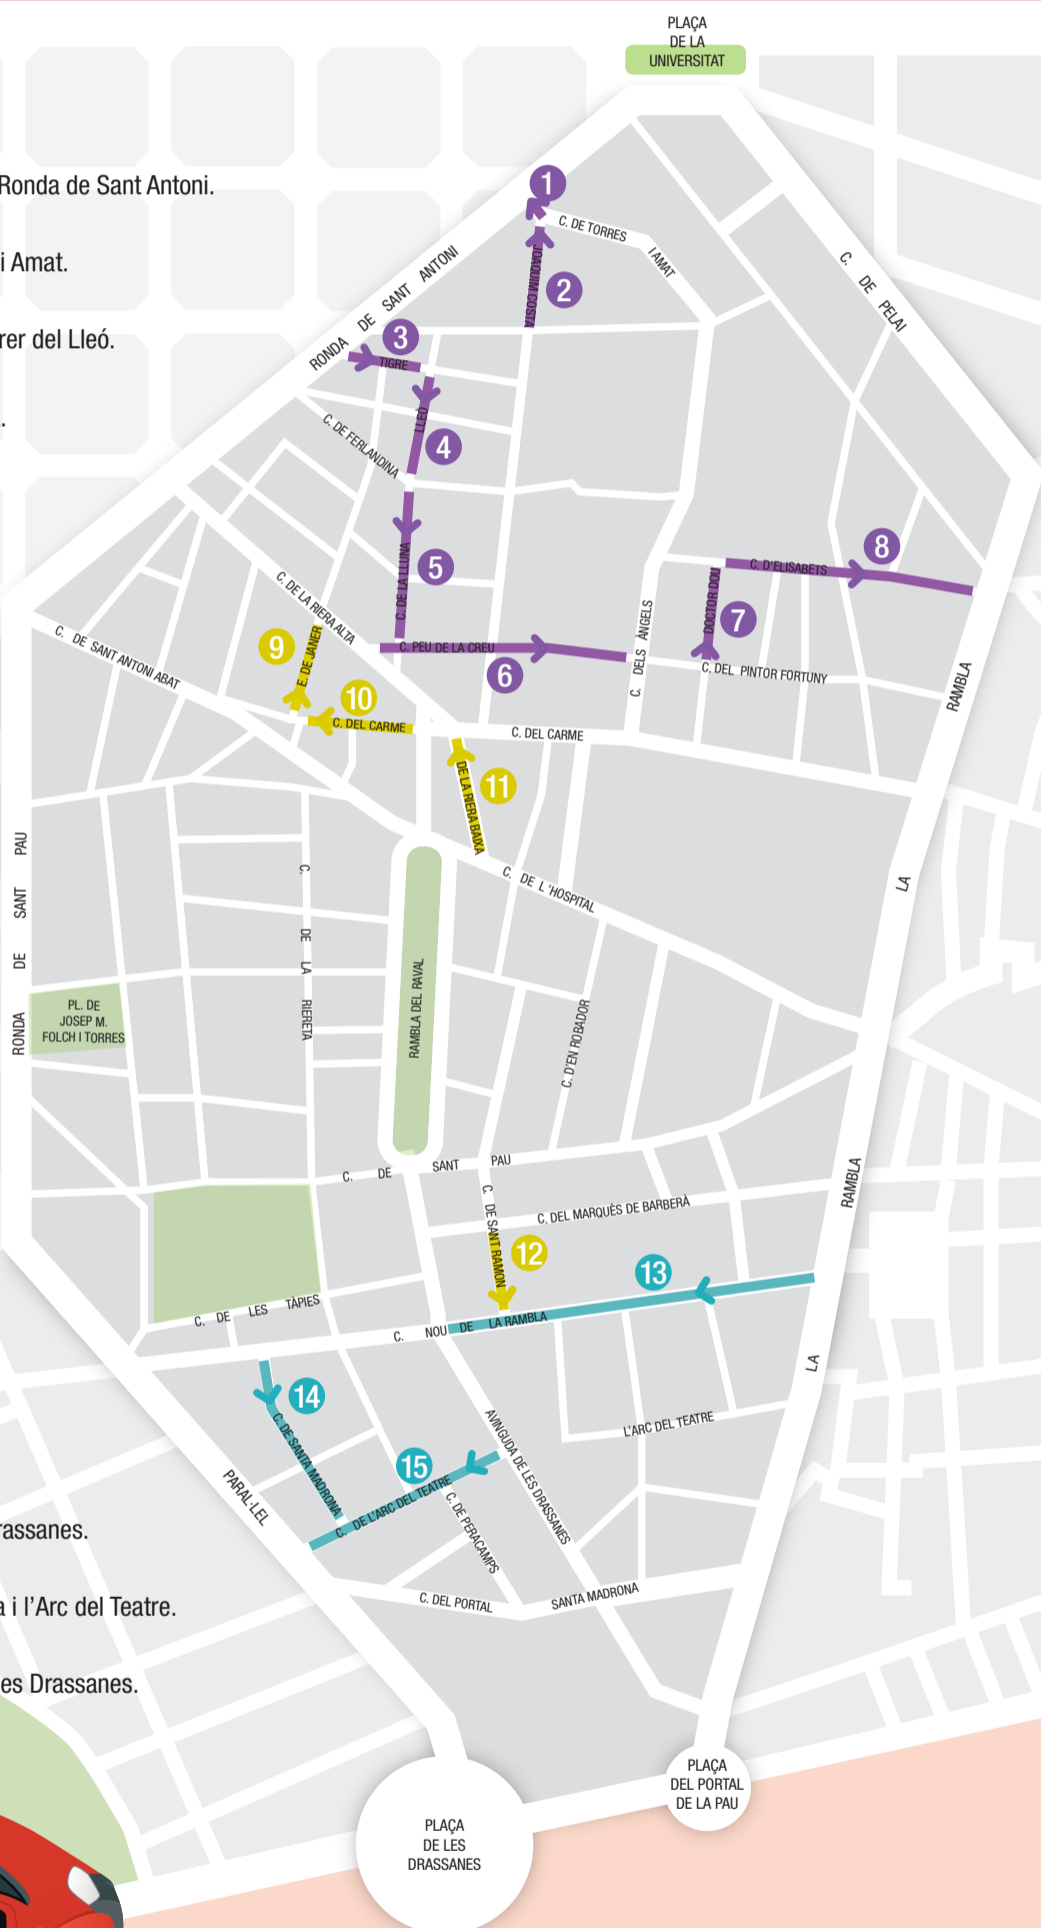 PLAÇA
DE LA
UNIVERSITAT
Ronda de Sant Antoni.
1
C. DE TORRES
I AMAT
i Amat.
RONDA DE SANT ANTONI
JOAQUIM COSTA
2
C. DE PELAI
rer del Lleó.
3
TIGRE
LLEÓ
4
C. DE FERLANDINA
C. DE LA LLUNA
5
C. D'ELISABETS
8
DOCTOR DOU
7
C. DE LA RIERA ALTA
C. PEU DE LA CREU
6
C. DELS ÀNGELS
C. DEL PINTOR FORTUNY
C. DE SANT ANTONI ABAT
9
E. DE JANER
10
C. DEL CARME
C. DEL CARME
LA RAMBLA
11
DE LA RIERA BAIXA
C. DE L 'HOSPITAL
RONDA DE SANT PAU
C. DE LA RIERETA
RAMBLA DEL RAVAL
PL. DE
JOSEP M.
FOLCH I TORRES
C. D'EN ROBADOR
C. DE SANT PAU
C. DE SANT RAMON
C. DEL MARQUÈS DE BARBERÀ
12
13
LA RAMBLA
C. DE LES TÀPIES
C. NOU DE LA RAMBLA
14
C. DE SANTA MADRONA
15
C. DE L'ARC DEL TEATRE
AVINGUDA DE LES DRASSANES
L'ARC DEL TEATRE
PARAL·LEL
C. DE PERACAMPS
rassanes.
C. DEL PORTAL
SANTA MADRONA
a i l'Arc del Teatre.
es Drassanes.
PLAÇA
DEL PORTAL
DE LA PAU
PLAÇA
DE LES
DRASSANES